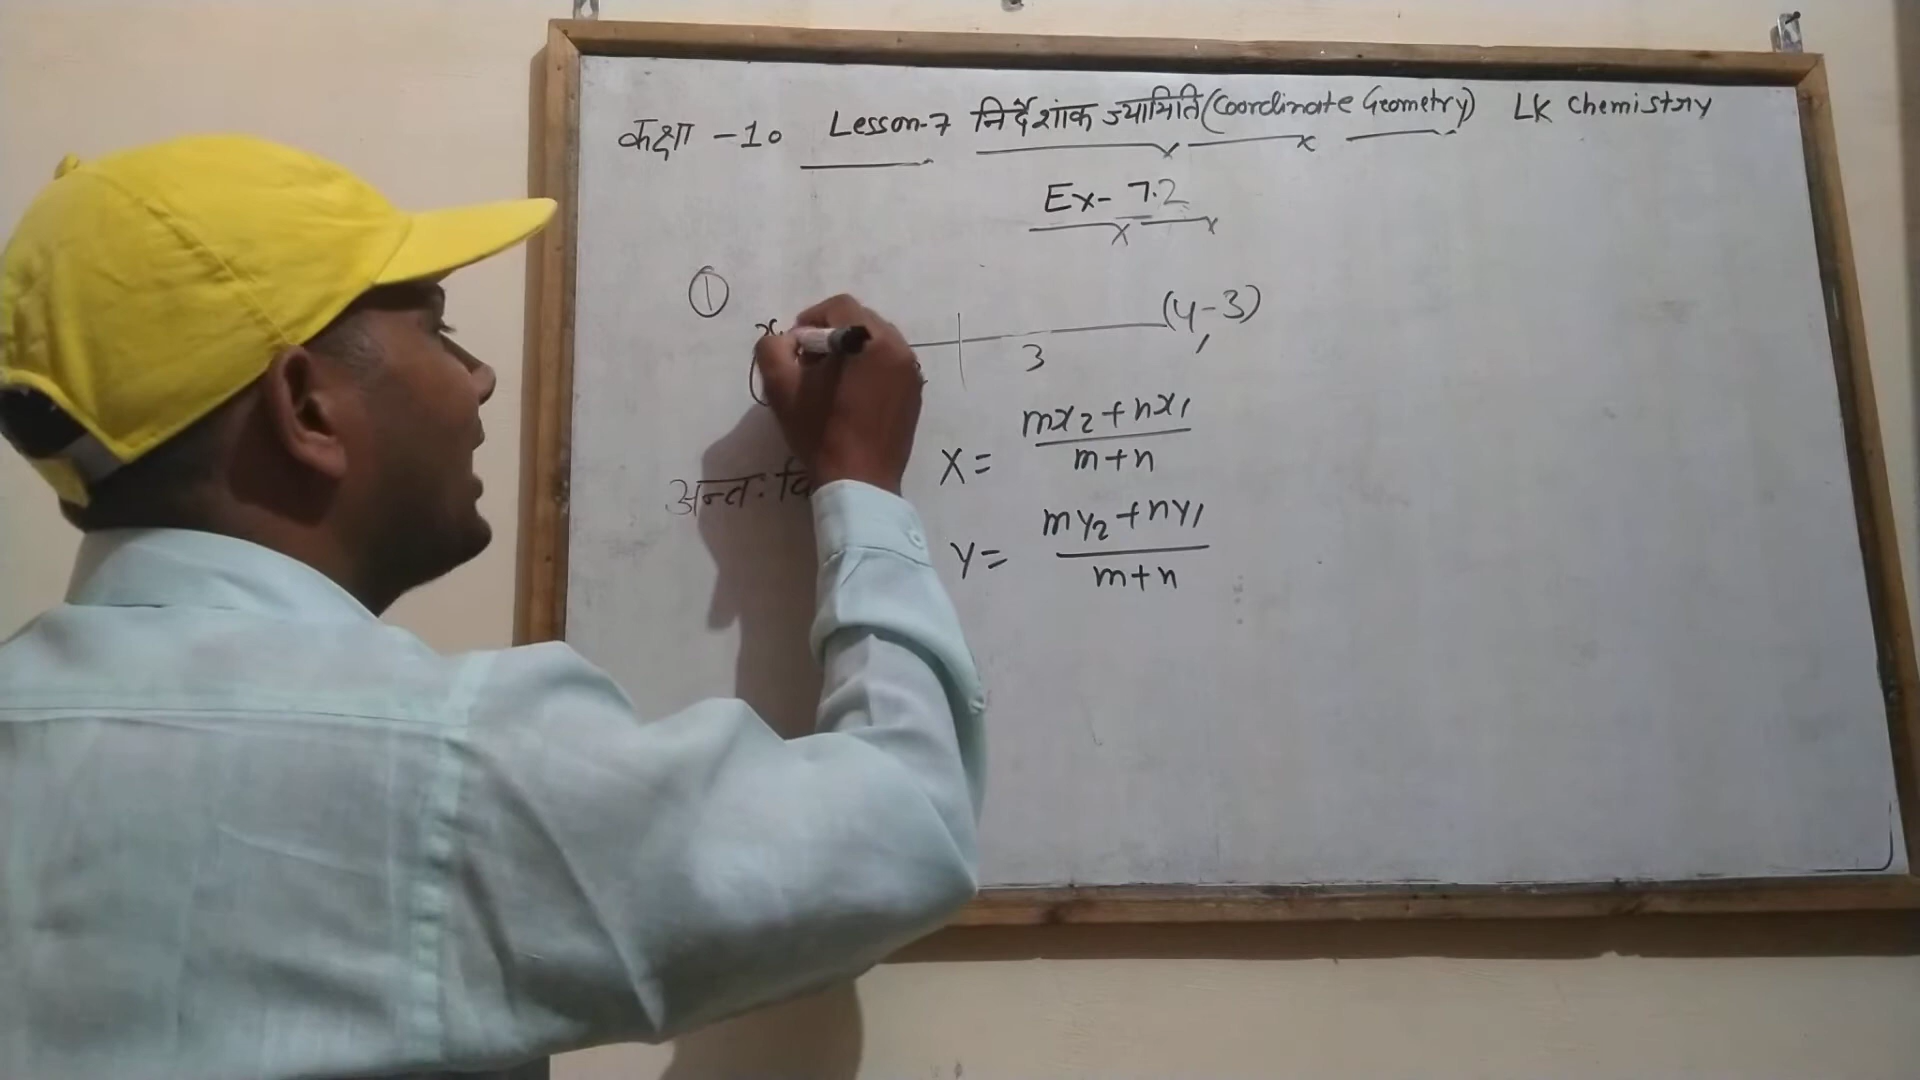 कक्षा -10 Lesson-7 निर्देशांक ज्यामिति (Coordinate Geometry) LK Chemistry
Ex- 7.2
①
(4, -3)
3
अन्तः
X = mx2 + nx1 / m+n
Y = my2 + ny1 / m+n